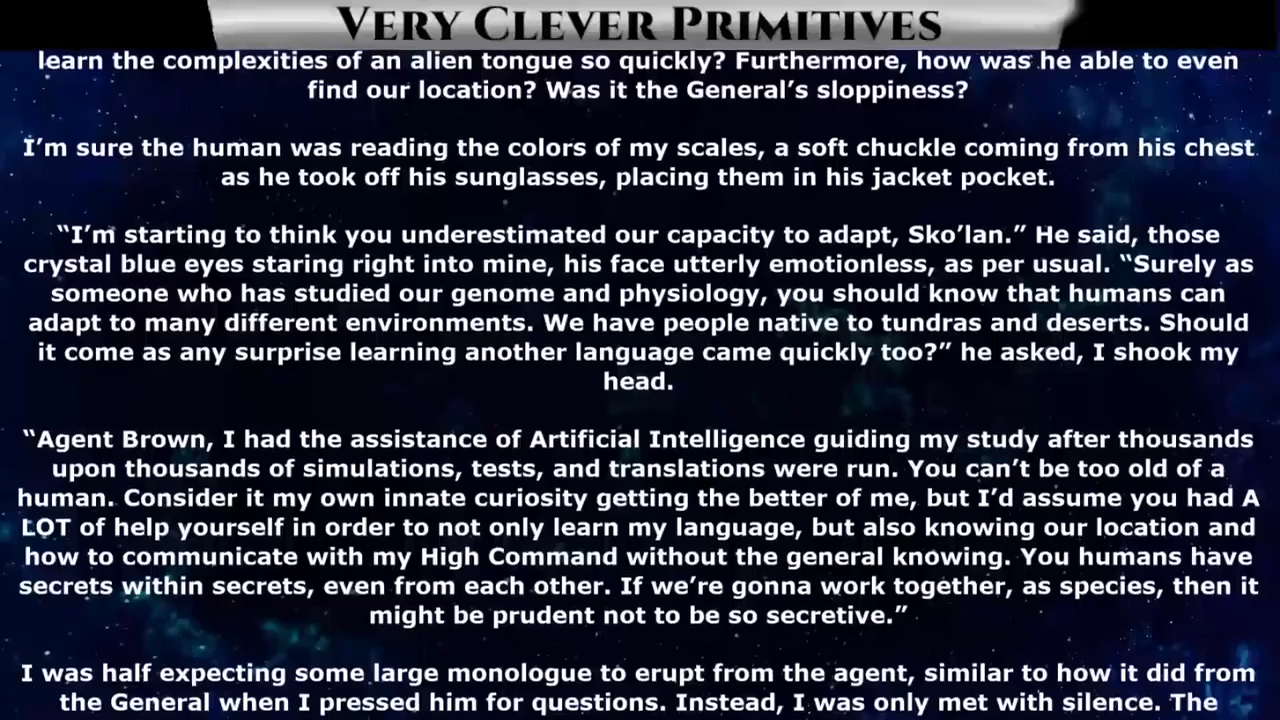 VERY CLEVER PRIMITIVES
learn the complexities of an alien tongue so quickly? Furthermore, how was he able to even
find our location? Was it the General’s sloppiness?
I’m sure the human was reading the colors of my scales, a soft chuckle coming from his chest
as he took off his sunglasses, placing them in his jacket pocket.
“I’m starting to think you underestimated our capacity to adapt, Sko’lan.” He said, those
crystal blue eyes staring right into mine, his face utterly emotionless, as per usual. “Surely as
someone who has studied our genome and physiology, you should know that humans can
adapt to many different environments. We have people native to tundras and deserts. Should
it come as any surprise learning another language came quickly too?” he asked, I shook my
head.
“Agent Brown, I had the assistance of Artificial Intelligence guiding my study after thousands
upon thousands of simulations, tests, and translations were run. You can’t be too old of a
human. Consider it my own innate curiosity getting the better of me, but I’d assume you had A
LOT of help yourself in order to not only learn my language, but also knowing our location and
how to communicate with my High Command without the general knowing. You humans have
secrets within secrets, even from each other. If we’re gonna work together, as species, then it
might be prudent not to be so secretive.”
I was half expecting some large monologue to erupt from the agent, similar to how it did from
the General when I pressed him for questions. Instead, I was only met with silence. The